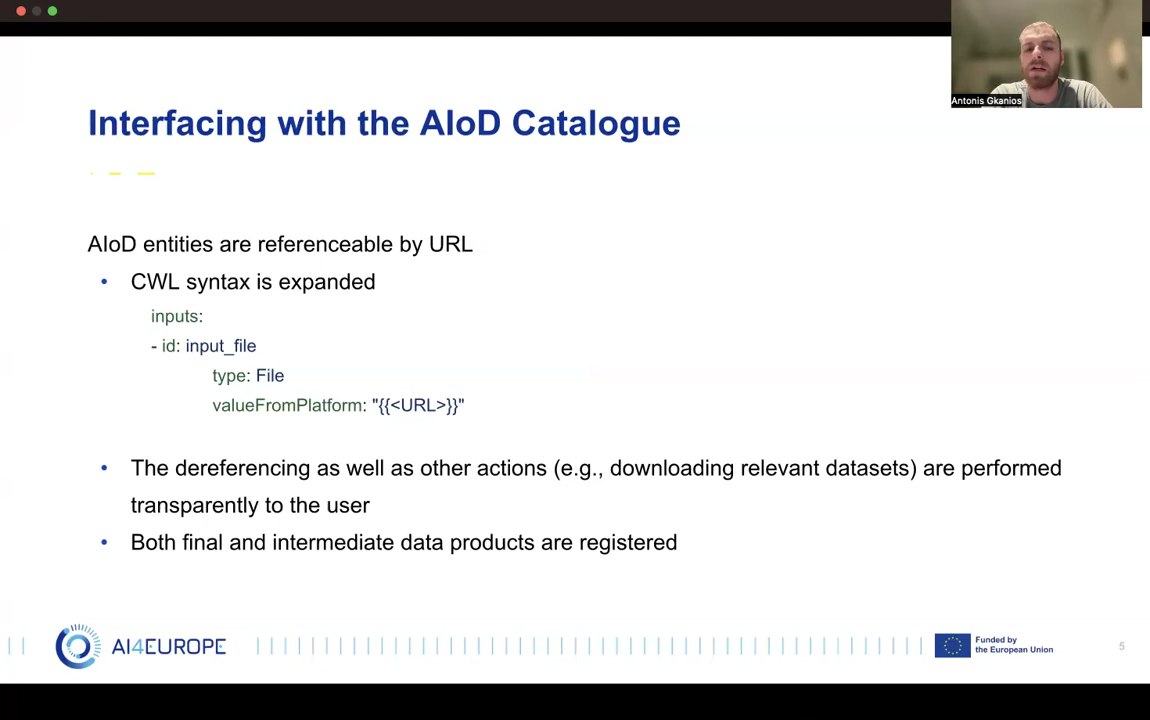 Antonis Gkanios
Interfacing with the AIoD Catalogue
AIoD entities are referenceable by URL
• CWL syntax is expanded
inputs:
- id: input_file
type: File
valueFromPlatform: "{{<URL>}}"
• The dereferencing as well as other actions (e.g., downloading relevant datasets) are performed
transparently to the user
• Both final and intermediate data products are registered
AI4EUROPE
Funded by
the European Union
5